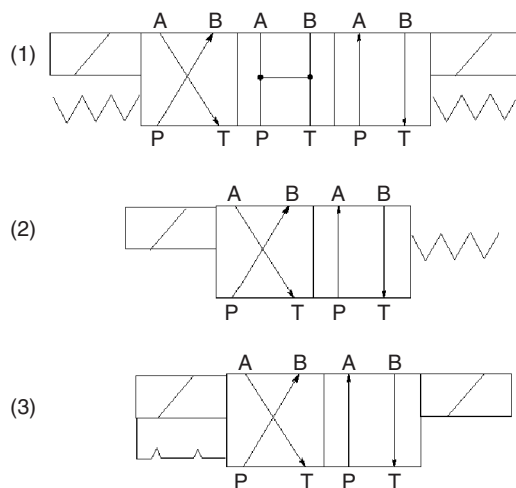 A B A B A B
(1)
P T P T P T
A B A B
(2)
P T P T
A B A B
(3)
P T P T